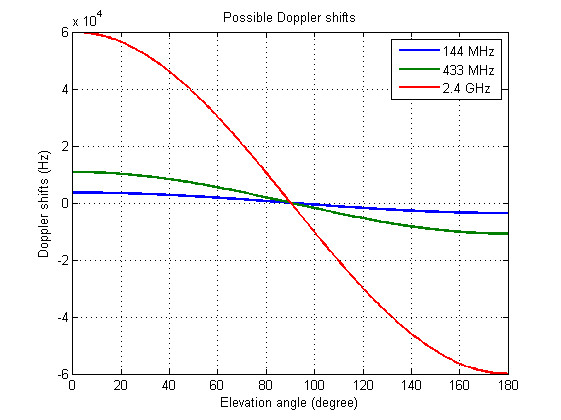 Possible Doppler shifts
x 10^4
144 MHz
433 MHz
2.4 GHz
6
4
2
0
-2
-4
-6
Doppler shifts (Hz)
0 20 40 60 80 100 120 140 160 180
Elevation angle (degree)